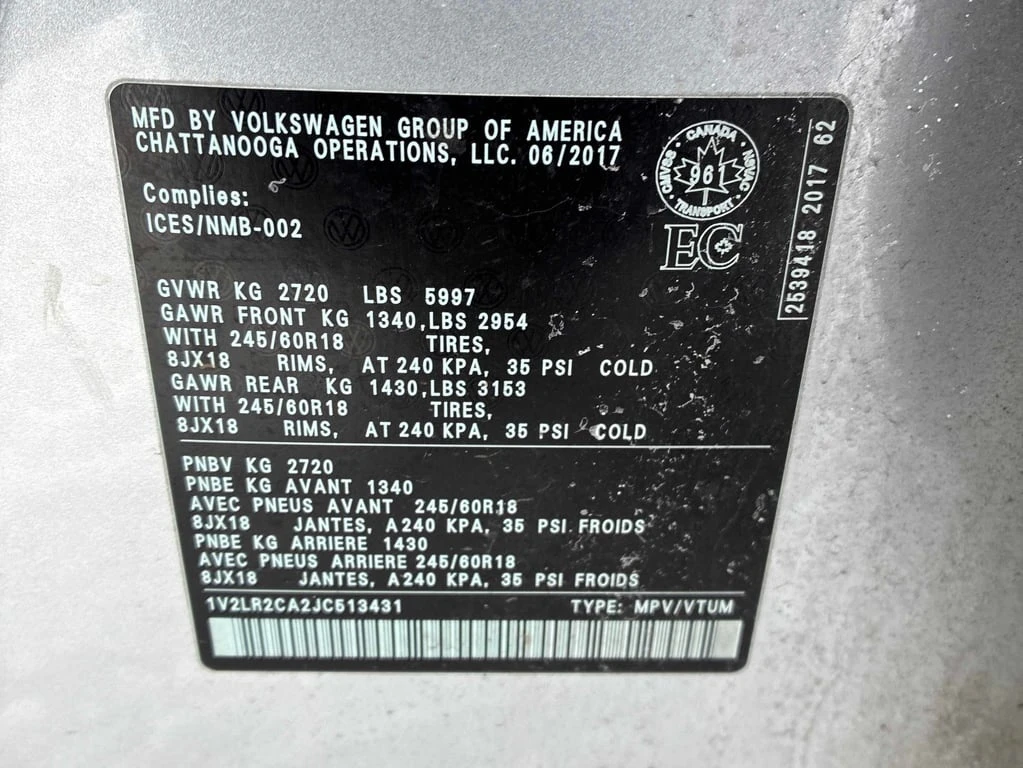 MFD BY VOLKSWAGEN GROUP OF AMERICA
CHATTANOOGA OPERATIONS, LLC. 06/2017
Complies:
ICES/NMB-002
CANADA
CMVSS
NSVAC
961
TRANSPORT
EC
2539418 2017 62
GVWR KG 2720 LBS 5997
GAWR FRONT KG 1340,LBS 2954
WITH 245/60R18 TIRES,
8JX18 RIMS, AT 240 KPA, 35 PSI COLD
GAWR REAR KG 1430,LBS 3153
WITH 245/60R18 TIRES,
8JX18 RIMS, AT 240 KPA, 35 PSI COLD
PNBV KG 2720
PNBE KG AVANT 1340
AVEC PNEUS AVANT 245/60R18
8JX18 JANTES, A 240 KPA, 35 PSI FROIDS
PNBE KG ARRIERE 1430
AVEC PNEUS ARRIERE 245/60R18
8JX18 JANTES, A 240 KPA, 35 PSI FROIDS
1V2LR2CA2JC513431 TYPE: MPV/VTUM